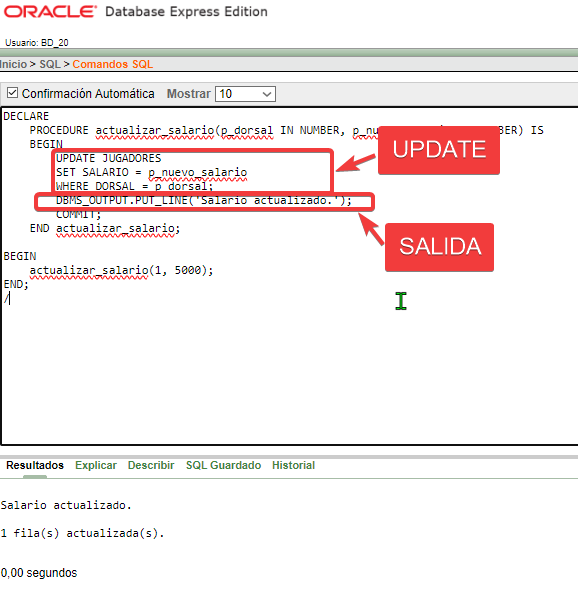 ORACLE Database Express Edition
Usuario: BD_20
Inicio > SQL > Comandos SQL
Confirmación Automática Mostrar 10
DECLARE
PROCEDURE actualizar_salario(p_dorsal IN NUMBER, BER) IS
BEGIN
UPDATE JUGADORES
SET SALARIO = p_nuevo_salario
WHERE DORSAL = p_dorsal;
DBMS_OUTPUT.PUT_LINE('Salario actualizado.');
COMMIT;
END actualizar_salario;
UPDATE
SALIDA
BEGIN
actualizar_salario(1, 5000);
END;
/
Resultados Explicar Describir SQL Guardado Historial
Salario actualizado.
1 fila(s) actualizada(s).
0,00 segundos